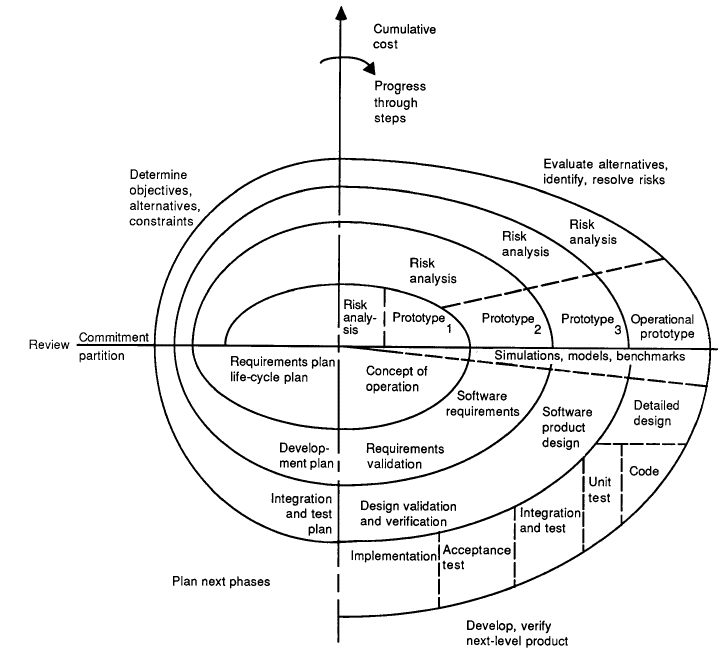 Cumulative
cost
Progress
through
steps
Evaluate alternatives,
identify, resolve risks
Determine
objectives,
alternatives,
constraints
Risk
analysis
Risk
analysis
Risk
analysis
Risk
analy-
sis
Prototype
1
Prototype
2
Prototype
3
Operational
prototype
Review
Commitment
partition
Simulations, models, benchmarks
Requirements plan
life-cycle plan
Concept of
operation
Software
requirements
Software
product
design
Detailed
design
Develop-
ment plan
Requirements
validation
Unit
test
Code
Integration
and test
plan
Design validation
and verification
Integration
and test
Implementation
Acceptance
test
Plan next phases
Develop, verify
next-level product